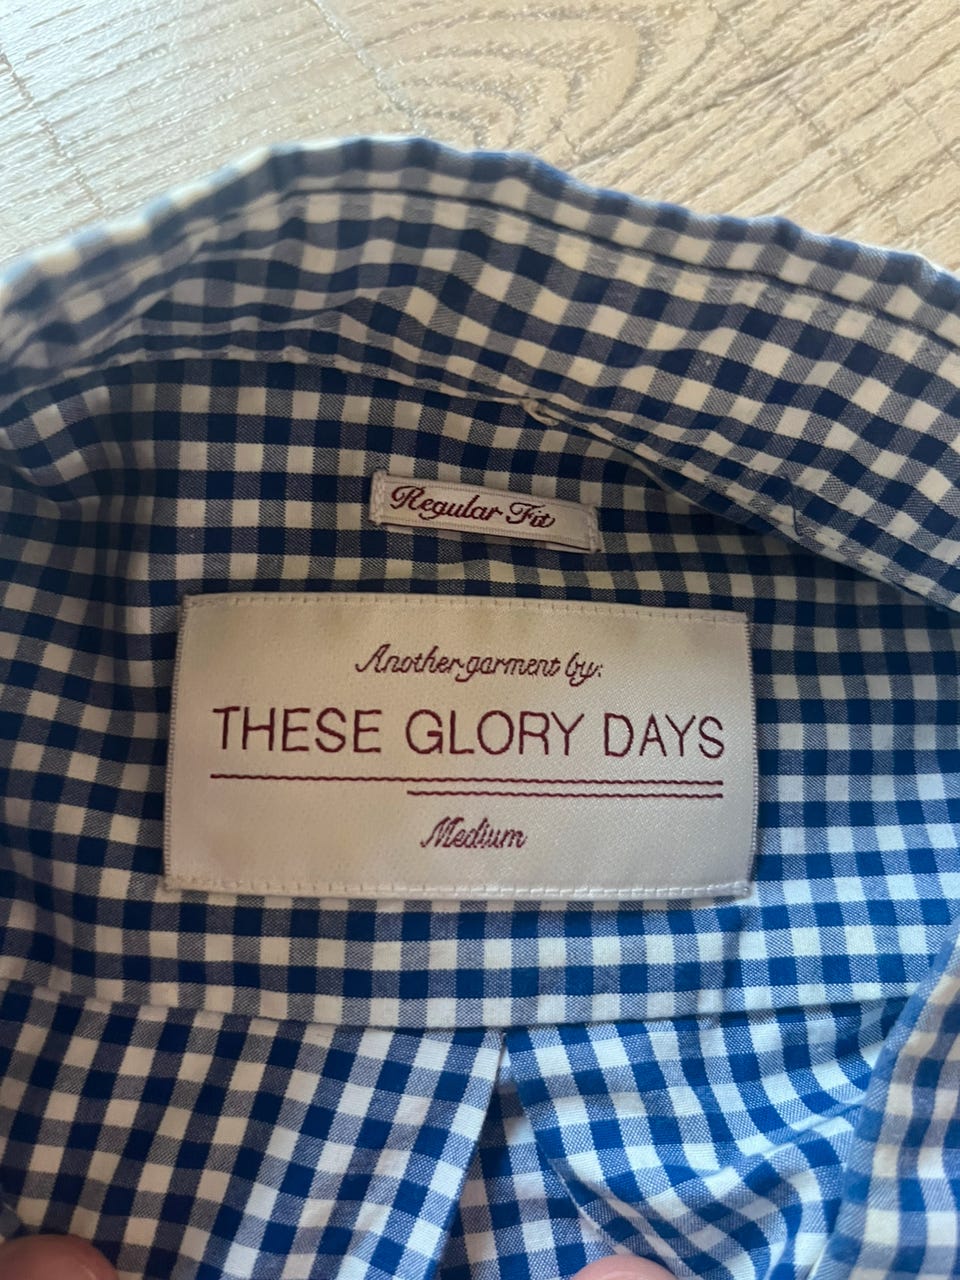 Regular Fit
Another garment by:
THESE GLORY DAYS
Medium